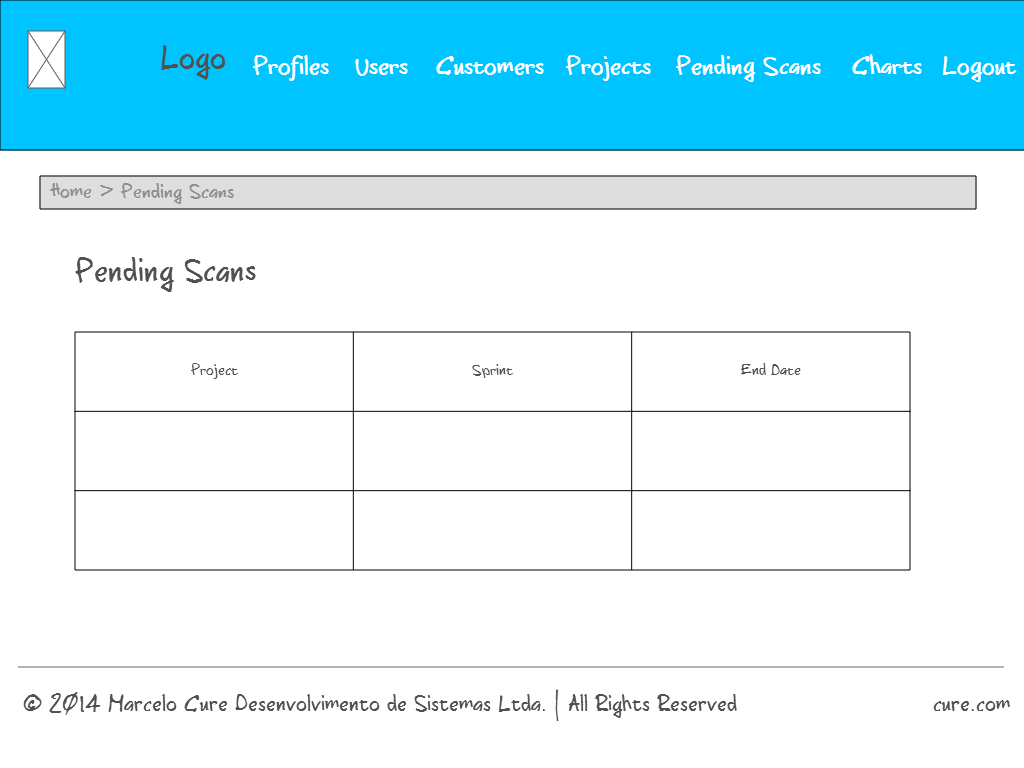 Logo Profiles Users Customers Projects Pending Scans Charts Logout
Home > Pending Scans
Pending Scans
Project Sprint End Date
© 2014 Marcelo Cure Desenvolvimento de Sistemas Ltda. | All Rights Reserved cure.com